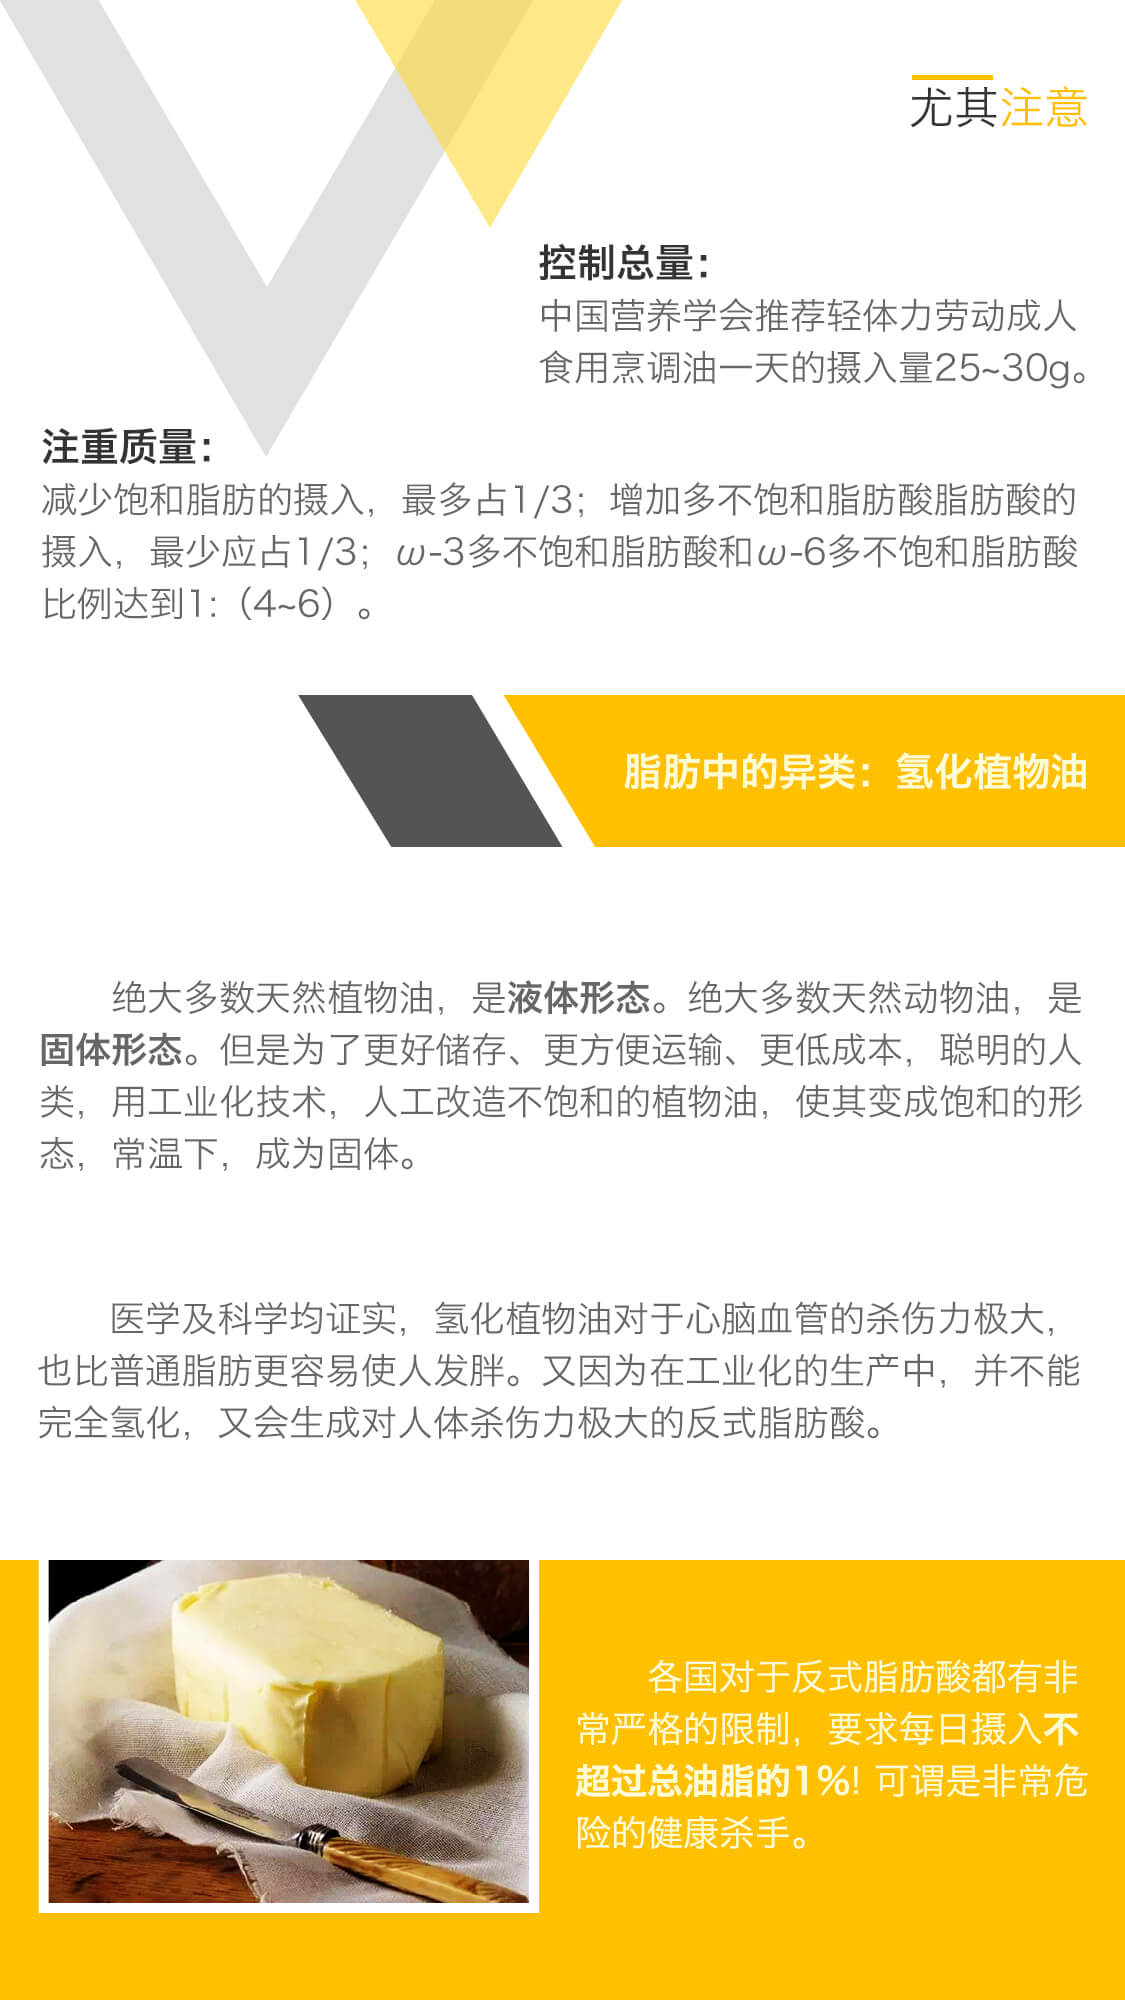 尤其注意
控制总量：
中国营养学会推荐轻体力劳动成人
食用烹调油一天的摄入量25~30g。
注重质量：
减少饱和脂肪的摄入，最多占1/3；增加多不饱和脂肪酸脂肪酸的
摄入，最少应占1/3；ω-3多不饱和脂肪酸和ω-6多不饱和脂肪酸
比例达到1:（4~6）。
脂肪中的异类：氢化植物油
绝大多数天然植物油，是液体形态。绝大多数天然动物油，是
固体形态。但是为了更好储存、更方便运输、更低成本，聪明的人
类，用工业化技术，人工改造不饱和的植物油，使其变成饱和的形
态，常温下，成为固体。
医学及科学均证实，氢化植物油对于心脑血管的杀伤力极大，
也比普通脂肪更容易使人发胖。又因为在工业化的生产中，并不能
完全氢化，又会生成对人体杀伤力极大的反式脂肪酸。
各国对于反式脂肪酸都有非
常严格的限制，要求每日摄入不
超过总油脂的1%! 可谓是非常危
险的健康杀手。